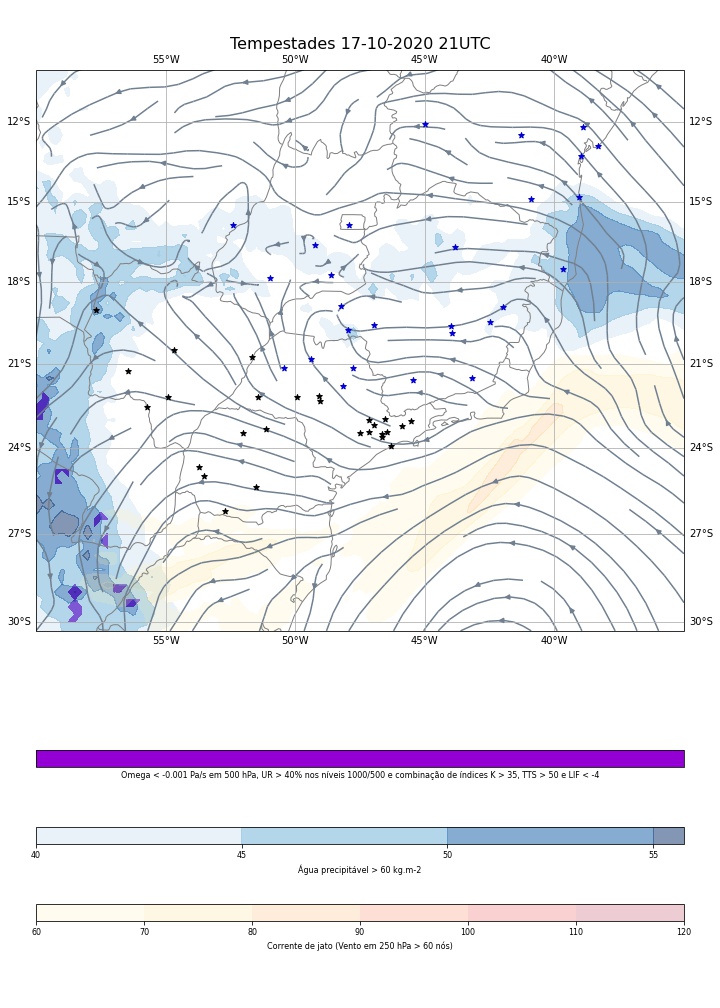 Tempestades 17-10-2020 21UTC
55°W 50°W 45°W 40°W
12°S 12°S
15°S 15°S
18°S 18°S
21°S 21°S
24°S 24°S
27°S 27°S
30°S 30°S
55°W 50°W 45°W 40°W
Omega < -0.001 Pa/s em 500 hPa, UR > 40% nos níveis 1000/500 e combinação de índices K > 35, TTS > 50 e LIF < -4
40 45 50 55
Água precipitável > 60 kg.m-2
60 70 80 90 100 110 120
Corrente de jato (Vento em 250 hPa > 60 nós)